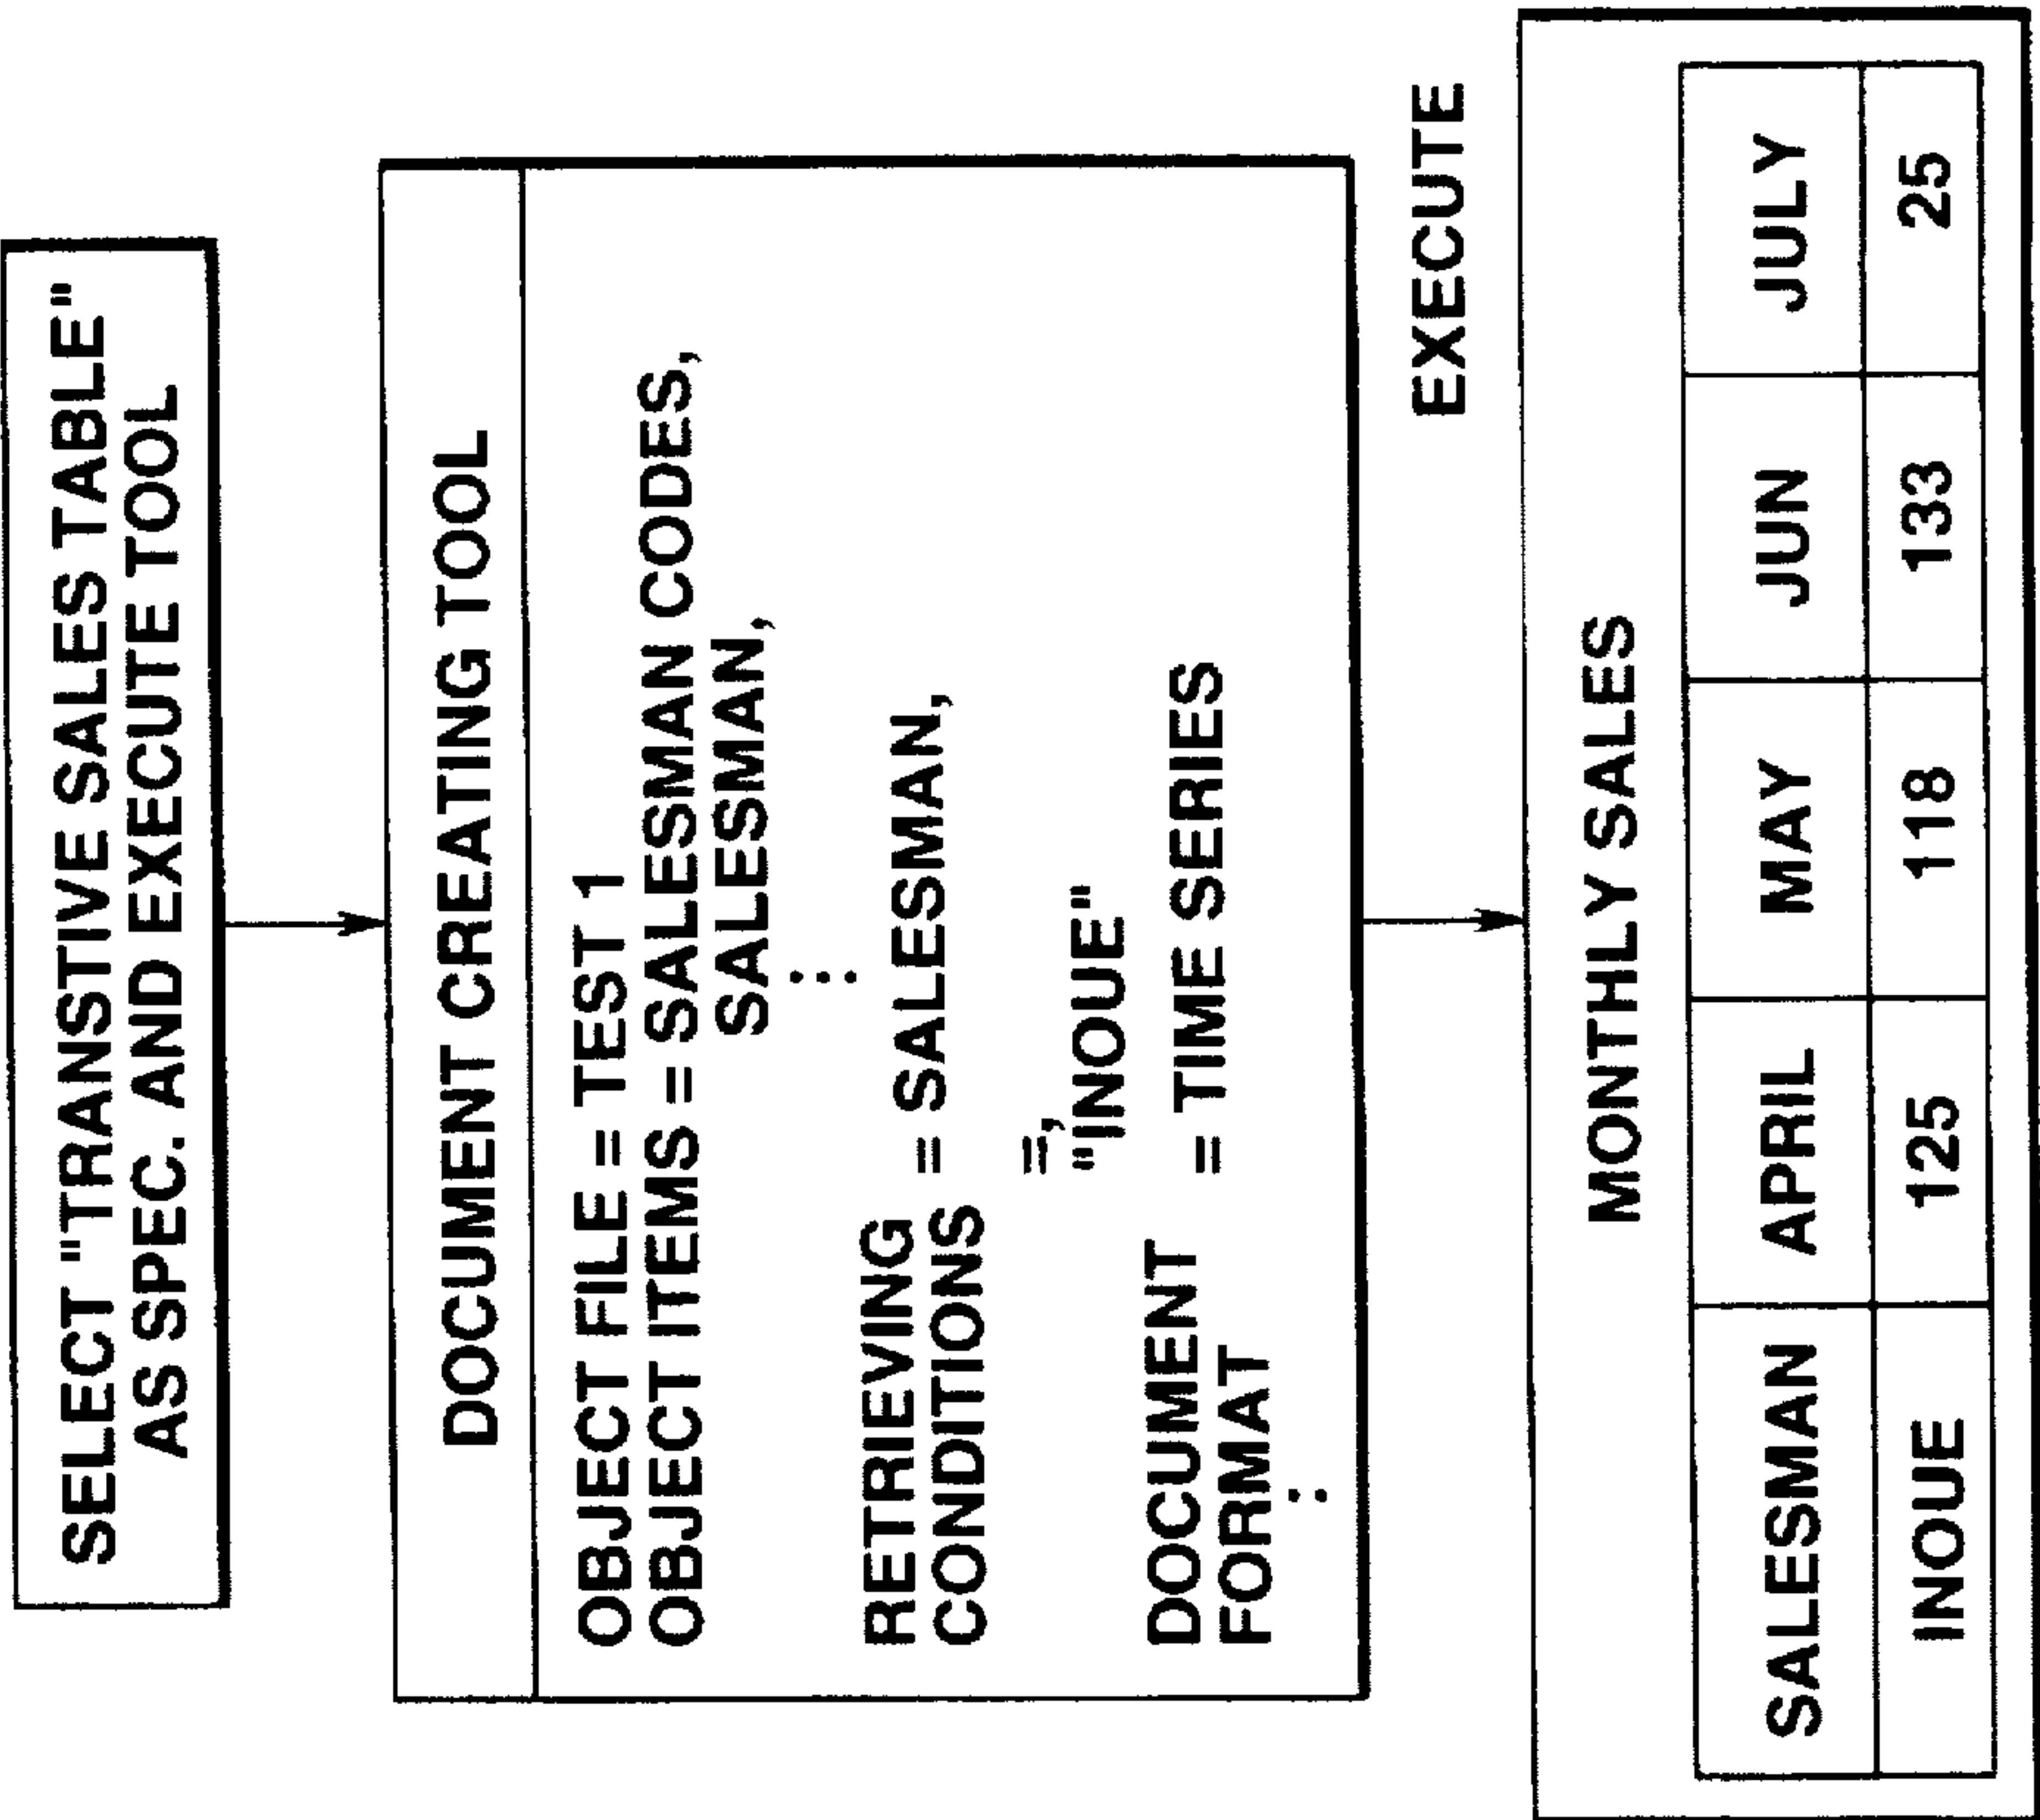 SELECT "TRANSTIVE SALES TABLE"
AS SPEC. AND EXECUTE TOOL
DOCUMENT CREATING TOOL
OBJECT FILE = TEST 1
OBJECT ITEMS = SALESMAN CODES,
SALESMAN,
⋮
RETRIEVING
CONDITIONS = SALESMAN,
=,
"INOUE"
DOCUMENT
FORMAT = TIME SERIES
:
EXECUTE
MONTHLY SALES
SALESMAN APRIL MAY JUN JULY
INOUE 125 118 133 25